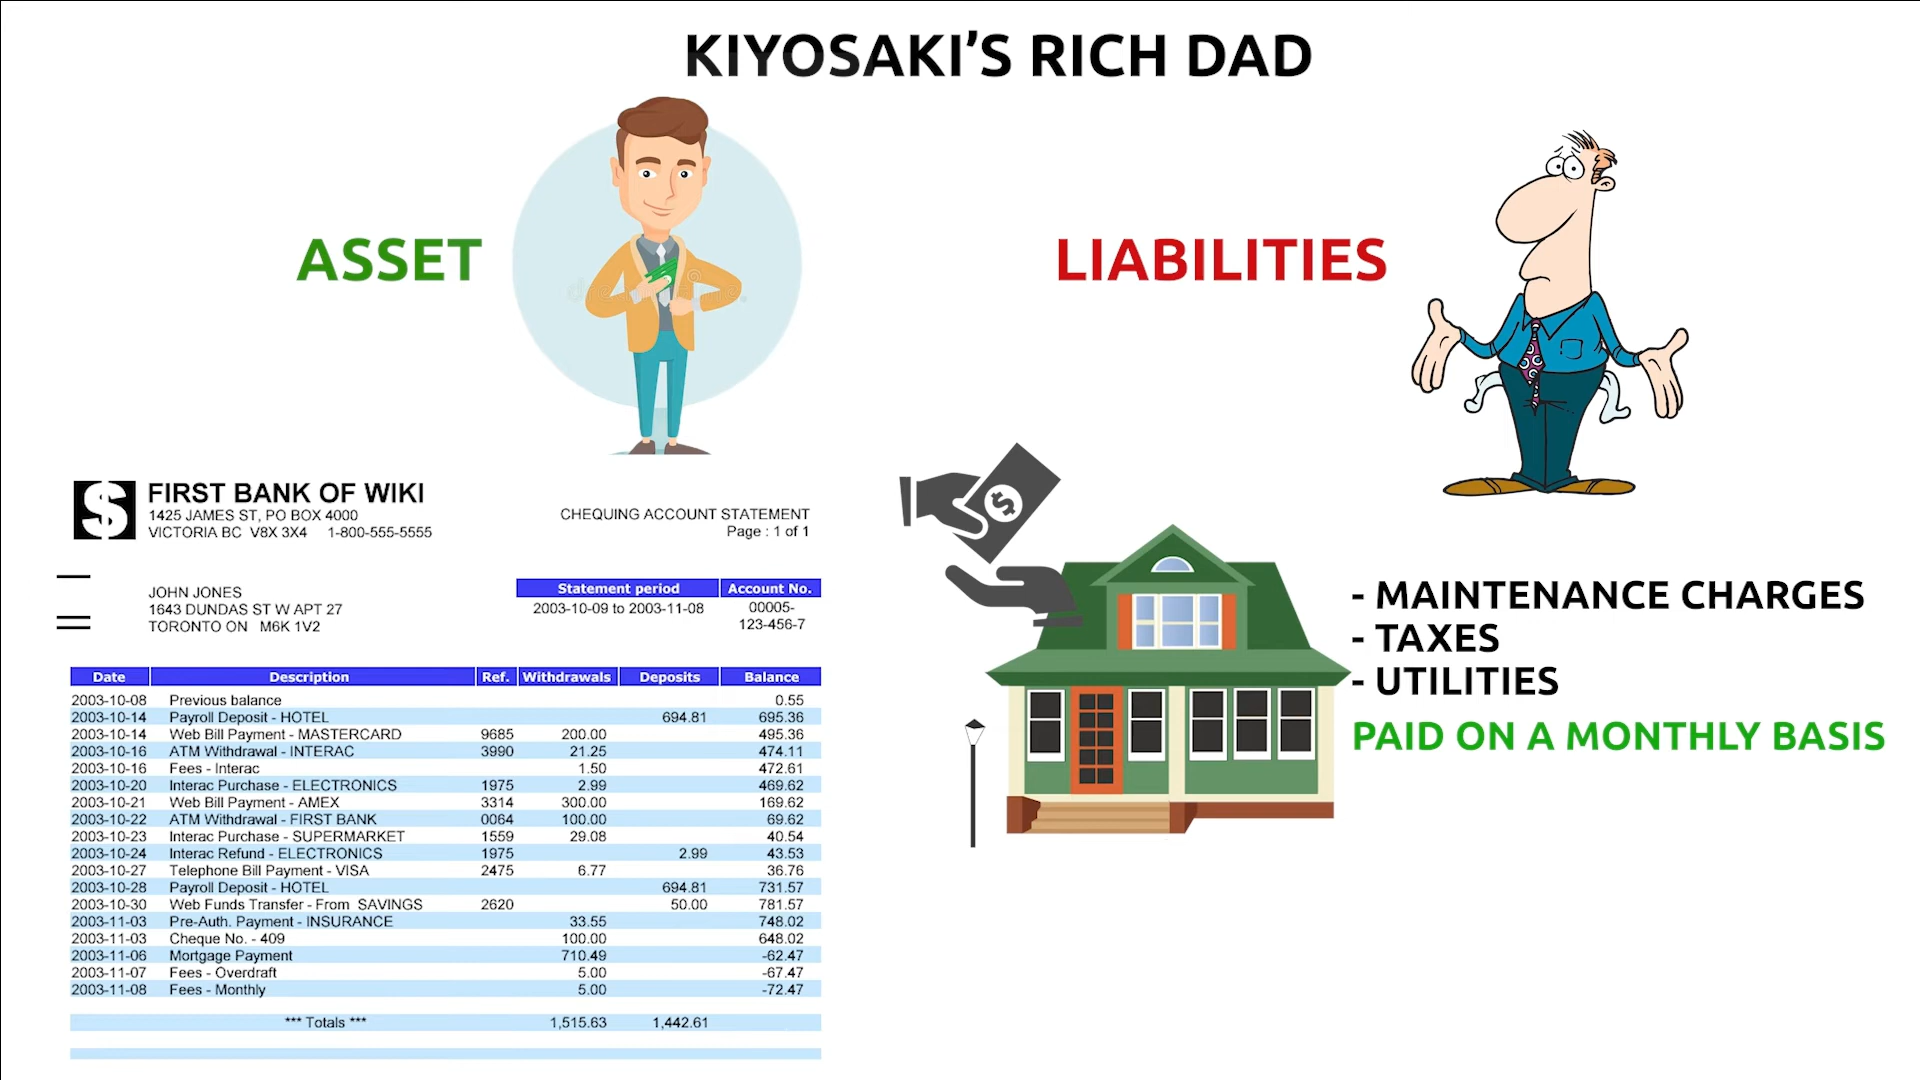 KIYOSAKI’S RICH DAD
ASSET
LIABILITIES
$
FIRST BANK OF WIKI
1425 JAMES ST, PO BOX 4000
VICTORIA BC V8X 3X4 1-800-555-5555
CHEQUING ACCOUNT STATEMENT
Page : 1 of 1
JOHN JONES
1643 DUNDAS ST W APT 27
TORONTO ON M6K 1V2
Statement period Account No.
2003-10-09 to 2003-11-08 00005-
123-456-7
Date Description Ref. Withdrawals Deposits Balance
2003-10-08 Previous balance 0.55
2003-10-14 Payroll Deposit - HOTEL 694.81 695.36
2003-10-14 Web Bill Payment - MASTERCARD 9685 200.00 495.36
2003-10-16 ATM Withdrawal - INTERAC 3990 21.25 474.11
2003-10-16 Fees - Interac 1.50 472.61
2003-10-20 Interac Purchase - ELECTRONICS 1975 2.99 469.62
2003-10-21 Web Bill Payment - AMEX 3314 300.00 169.62
2003-10-22 ATM Withdrawal - FIRST BANK 0064 100.00 69.62
2003-10-23 Interac Purchase - SUPERMARKET 1559 29.08 40.54
2003-10-24 Interac Refund - ELECTRONICS 1975 2.99 43.53
2003-10-27 Telephone Bill Payment - VISA 2475 6.77 36.76
2003-10-28 Payroll Deposit - HOTEL 694.81 731.57
2003-10-30 Web Funds Transfer - From SAVINGS 2620 50.00 781.57
2003-11-03 Pre-Auth. Payment - INSURANCE 33.55 748.02
2003-11-03 Cheque No. - 409 100.00 648.02
2003-11-06 Mortgage Payment 710.49 -62.47
2003-11-07 Fees - Overdraft 5.00 -67.47
2003-11-08 Fees - Monthly 5.00 -72.47
*** Totals *** 1,515.63 1,442.61
$
- MAINTENANCE CHARGES
- TAXES
- UTILITIES
PAID ON A MONTHLY BASIS